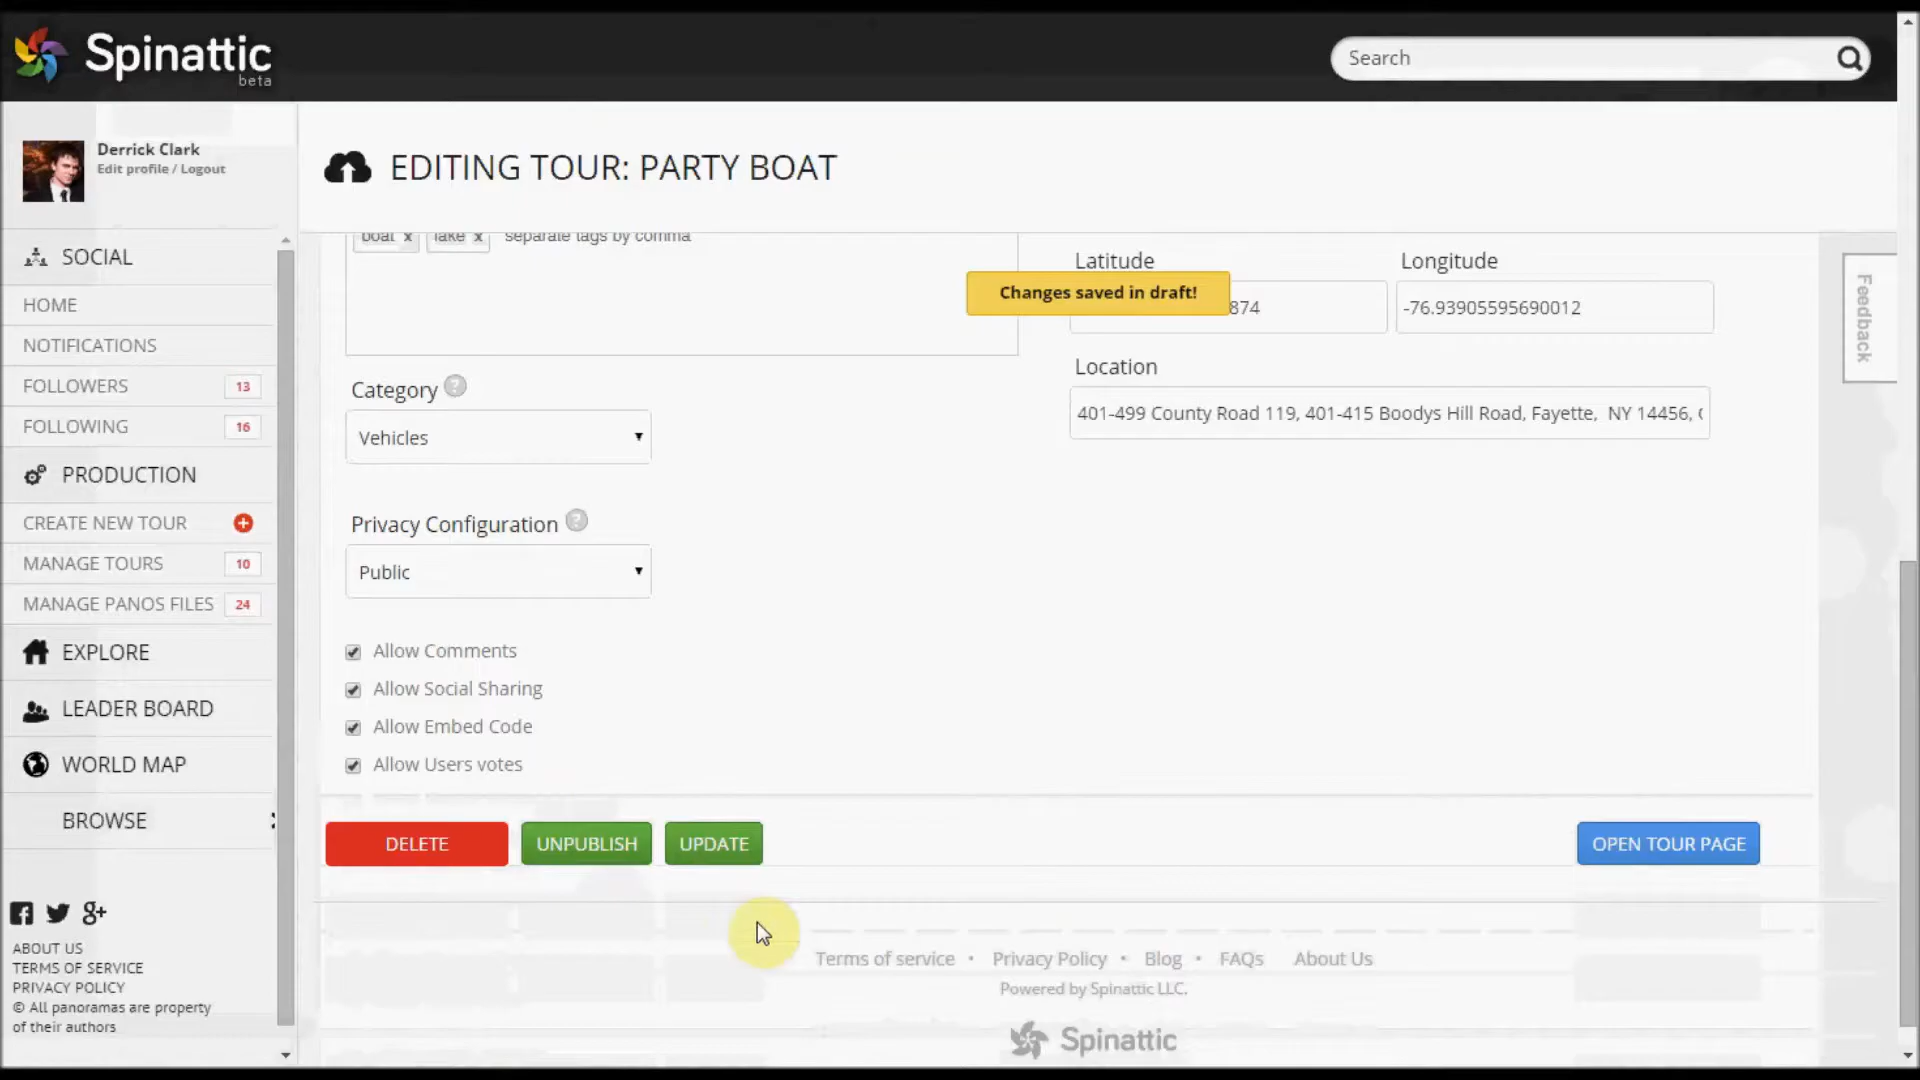 Spinattic
beta
Search
Derrick Clark
Edit profile / Logout
EDITING TOUR: PARTY BOAT
SOCIAL
HOME
NOTIFICATIONS
FOLLOWERS 13
FOLLOWING 16
PRODUCTION
CREATE NEW TOUR
MANAGE TOURS 10
MANAGE PANOS FILES 24
EXPLORE
LEADER BOARD
WORLD MAP
BROWSE
ABOUT US
TERMS OF SERVICE
PRIVACY POLICY
© All panoramas are property
of their authors
boat x lake x separate tags by comma
Category ?
Vehicles
Privacy Configuration ?
Public
Allow Comments
Allow Social Sharing
Allow Embed Code
Allow Users votes
Latitude
Longitude
Changes saved in draft!
874
-76.93905595690012
Location
401-499 County Road 119, 401-415 Boodys Hill Road, Fayette, NY 14456,
Feedback
DELETE UNPUBLISH UPDATE OPEN TOUR PAGE
Terms of service • Privacy Policy • Blog • FAQs About Us
Powered by Spinattic LLC.
Spinattic